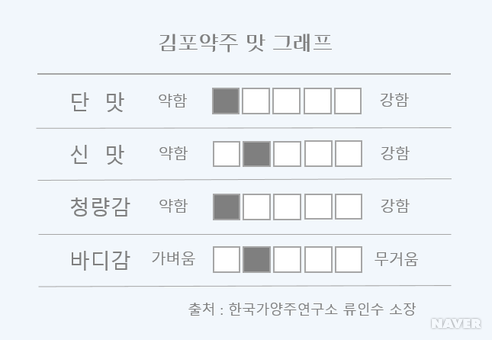 김포약주 맛 그래프
단 맛 약함 강함
신 맛 약함 강함
청량감 약함 강함
바디감 가벼움 무거움
출처 : 한국가양주연구소 류인수 소장
NAVER